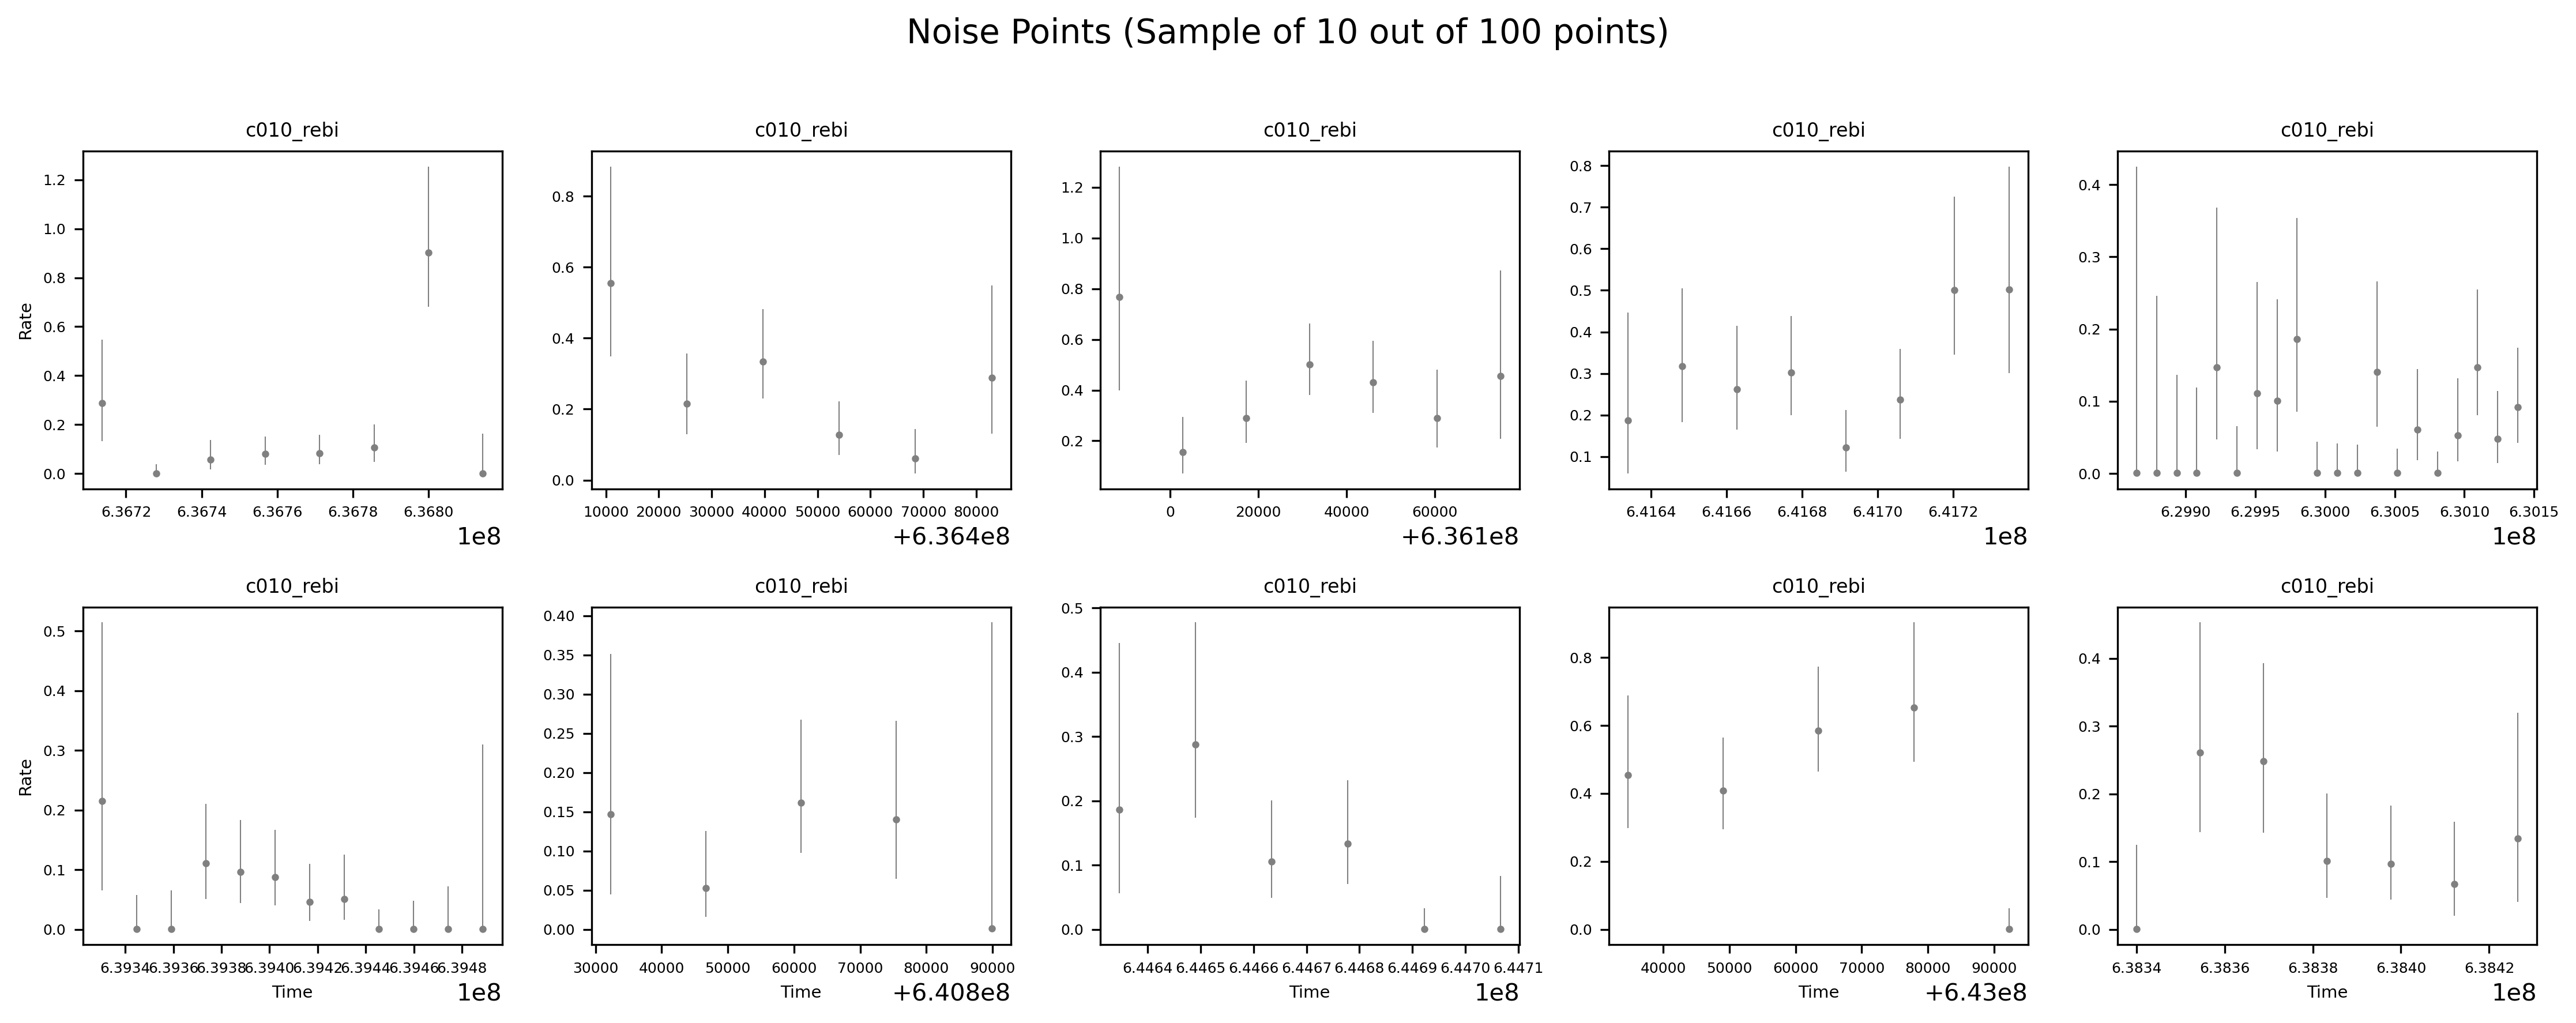 Noise Points (Sample of 10 out of 100 points)
c010_rebi c010_rebi c010_rebi c010_rebi c010_rebi
Rate
1.2
1.0
0.8
0.6
0.4
0.2
0.0
6.3672 6.3674 6.3676 6.3678 6.3680
1e8
0.8
0.6
0.4
0.2
0.0
10000 20000 30000 40000 50000 60000 70000 80000
+6.364e8
1.2
1.0
0.8
0.6
0.4
0.2
0 20000 40000 60000
+6.361e8
0.8
0.7
0.6
0.5
0.4
0.3
0.2
0.1
6.4164 6.4166 6.4168 6.4170 6.4172
1e8
0.4
0.3
0.2
0.1
0.0
6.2990 6.2995 6.3000 6.3005 6.3010 6.3015
1e8
c010_rebi c010_rebi c010_rebi c010_rebi c010_rebi
Rate
0.5
0.4
0.3
0.2
0.1
0.0
6.3934 6.3936 6.3938 6.3940 6.3942 6.3944 6.3946 6.3948
Time 1e8
0.40
0.35
0.30
0.25
0.20
0.15
0.10
0.05
0.00
30000 40000 50000 60000 70000 80000 90000
Time +6.408e8
0.5
0.4
0.3
0.2
0.1
0.0
6.4464 6.4465 6.4466 6.4467 6.4468 6.4469 6.4470 6.4471
Time 1e8
0.8
0.6
0.4
0.2
0.0
40000 50000 60000 70000 80000 90000
Time +6.43e8
0.4
0.3
0.2
0.1
0.0
6.3834 6.3836 6.3838 6.3840 6.3842
Time 1e8